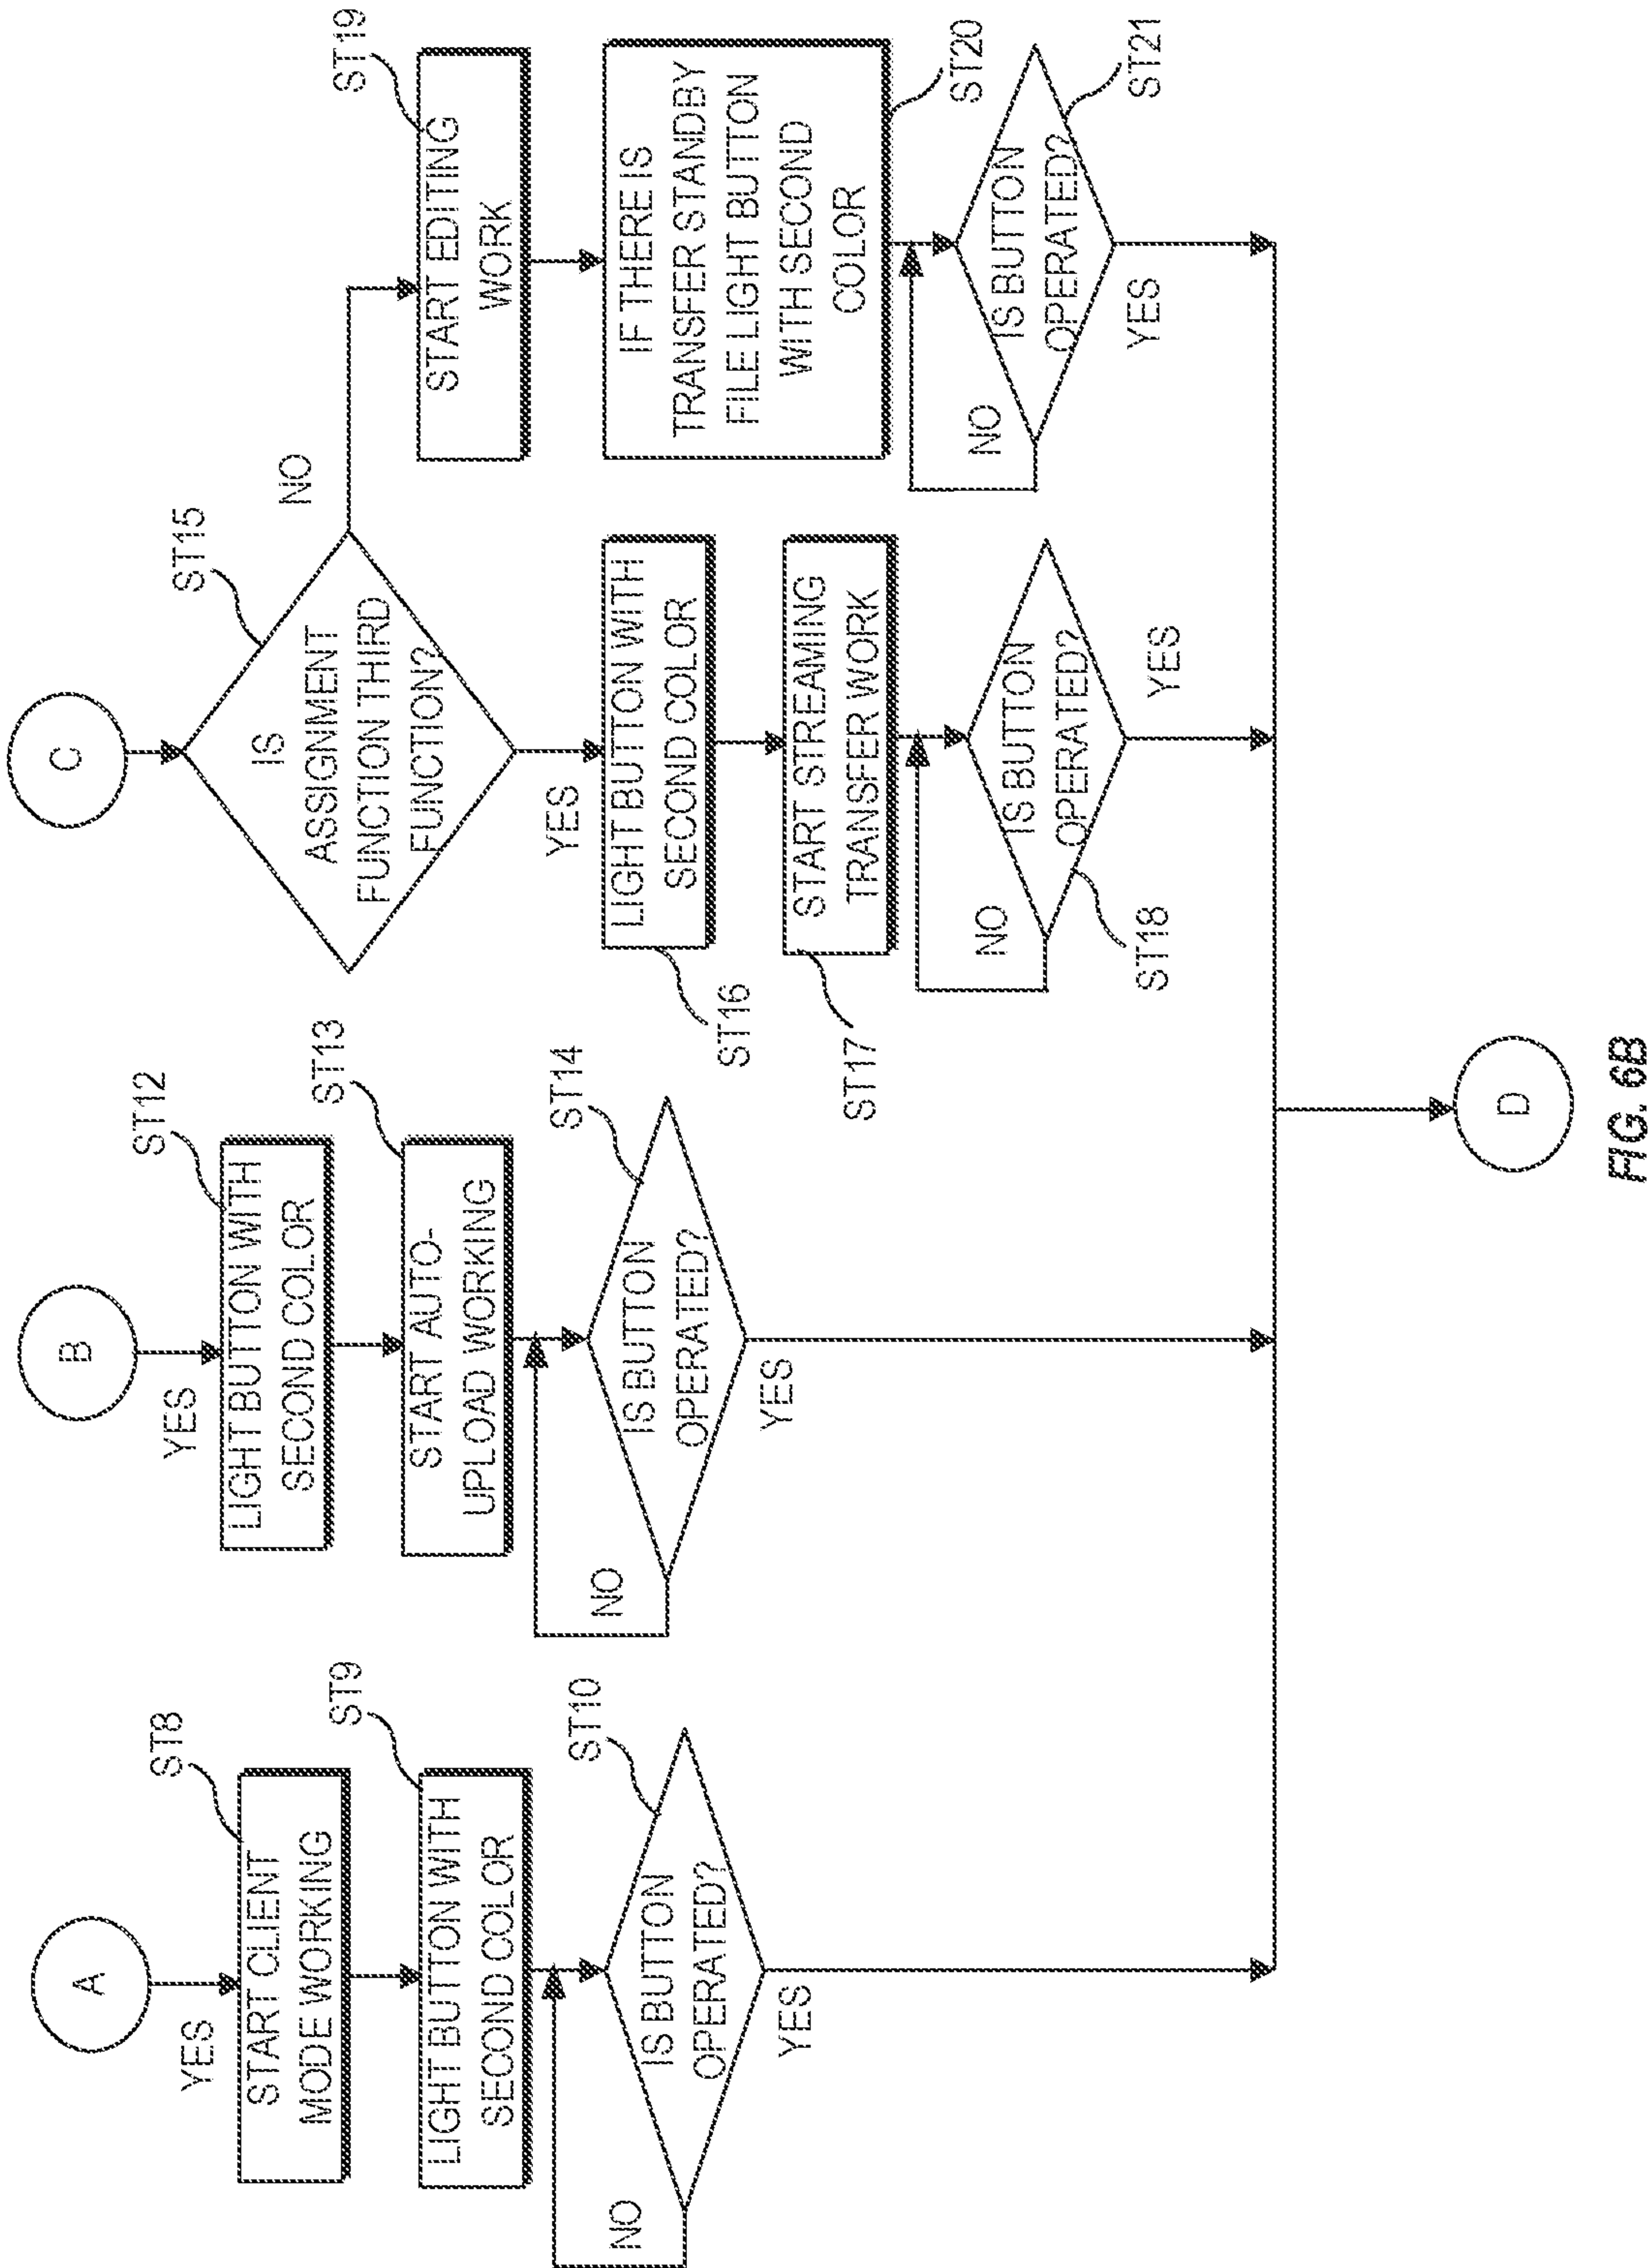 A
YES
ST8
START CLIENT
MODE WORKING
ST9
LIGHT BUTTON WITH
SECOND COLOR
ST10
IS BUTTON
OPERATED?
NO
YES
B
YES
ST12
LIGHT BUTTON WITH
SECOND COLOR
ST13
START AUTO-
UPLOAD WORKING
ST14
IS BUTTON
OPERATED?
NO
YES
C
ST15
IS
ASSIGNMENT
FUNCTION THIRD
FUNCTION?
NO
YES
ST16
LIGHT BUTTON WITH
SECOND COLOR
ST17
START STREAMING
TRANSFER WORK
ST18
IS BUTTON
OPERATED?
NO
YES
ST19
START EDITING
WORK
ST20
IF THERE IS
TRANSFER STANDBY
FILE LIGHT BUTTON
WITH SECOND
COLOR
ST21
IS BUTTON
OPERATED?
NO
YES
D
FIG. 6B